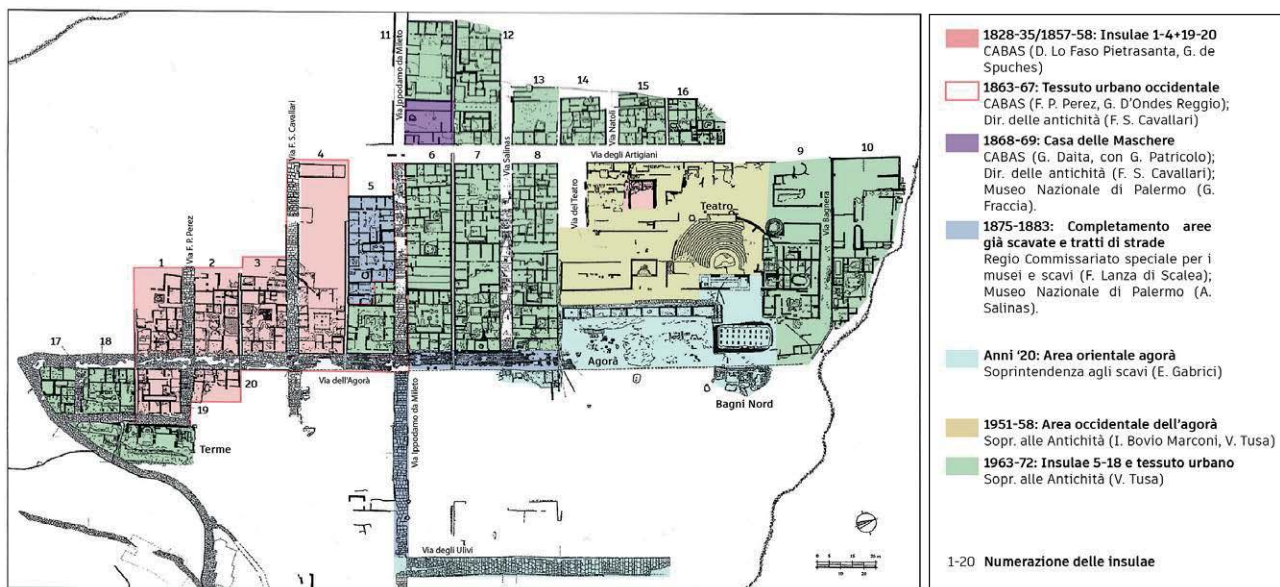 11
12
13
14
15
16
Via Ippodamo da Mileto
Via F.S. Cavallari
Via Salinas
Via Natoli
4
5
6
7
8
Via degli Artigiani
9
10
Via del Teatro
Teatro
Via Bagnera
Via F. P. Perez
1
2
3
17
18
19
20
Via dell'Agorà
Agorà
Bagni Nord
Terme
Via Ippodamo da Mileto
Via degli Ulivi
1828-35/1857-58: Insulae 1-4+19-20
CABAS (D. Lo Faso Pietrasanta, G. de
Spuches)
1863-67: Tessuto urbano occidentale
CABAS (F. P. Perez, G. D'Ondes Reggio);
Dir. delle antichità (F. S. Cavallari)
1868-69: Casa delle Maschere
CABAS (G. Daita, con G. Patricolo);
Dir. delle antichità (F. S. Cavallari);
Museo Nazionale di Palermo (G.
Fraccia).
1875-1883: Completamento aree
già scavate e tratti di strade
Regio Commissariato speciale per i
musei e scavi (F. Lanza di Scalea);
Museo Nazionale di Palermo (A.
Salinas).
Anni '20: Area orientale agorà
Soprintendenza agli scavi (E. Gabrici)
1951-58: Area occidentale dell'agorà
Sopr. alle Antichità (I. Bovio Marconi, V. Tusa)
1963-72: Insulae 5-18 e tessuto urbano
Sopr. alle Antichità (V. Tusa)
1-20 Numerazione delle insulae